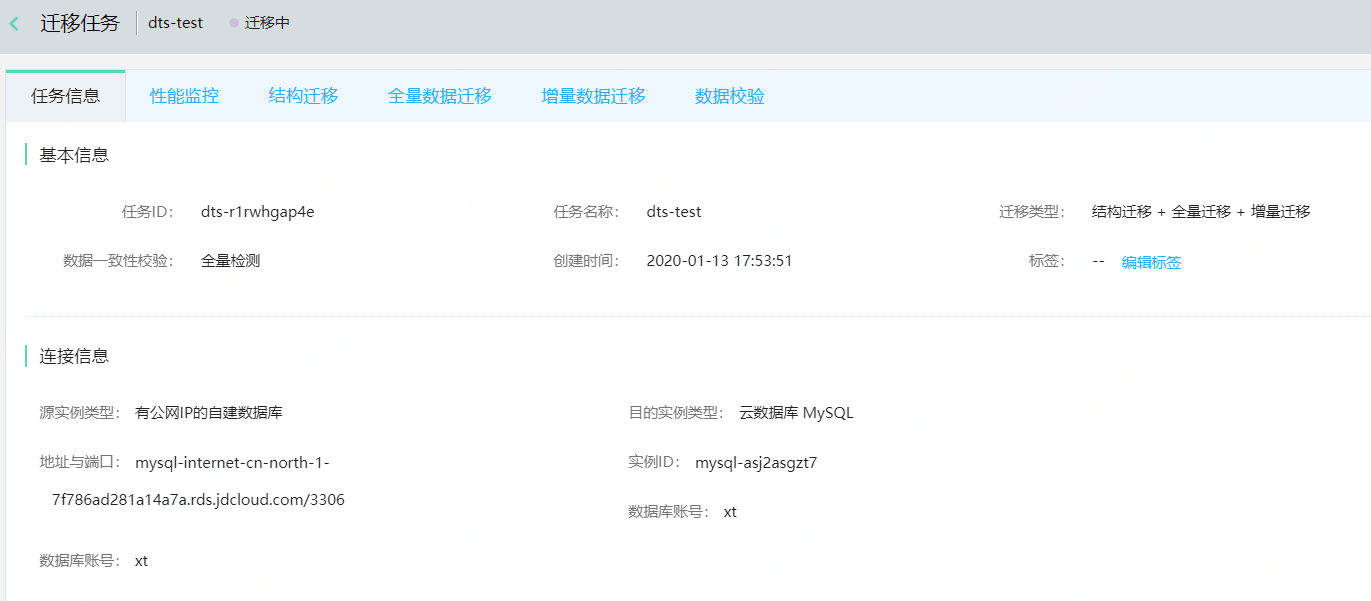 迁移任务 dts-test 迁移中
任务信息 性能监控 结构迁移 全量数据迁移 增量数据迁移 数据校验
基本信息
任务ID: dts-r1rwhgap4e 任务名称: dts-test 迁移类型: 结构迁移 + 全量迁移 + 增量迁移
数据一致性校验: 全量检测 创建时间: 2020-01-13 17:53:51 标签: -- 编辑标签
连接信息
源实例类型: 有公网IP的自建数据库 目的实例类型: 云数据库 MySQL
地址与端口: mysql-internet-cn-north-1- 实例ID: mysql-asj2asgzt7
7f786ad281a14a7a.rds.jdcloud.com/3306
数据库账号: xt
数据库账号: xt